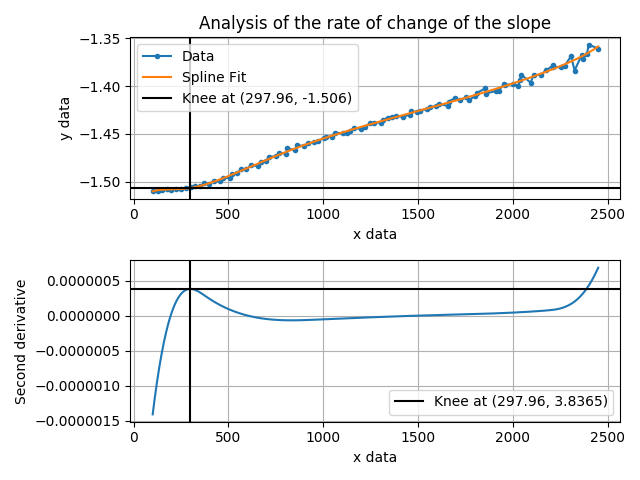 Analysis of the rate of change of the slope
−1.35
−1.40
−1.45
−1.50
y data
Data
Spline Fit
Knee at (297.96, -1.506)
0
500
1000
1500
2000
2500
x data
0.0000005
0.0000000
−0.0000005
−0.0000010
−0.0000015
Second derivative
Knee at (297.96, 3.8365)
0
500
1000
1500
2000
2500
x data